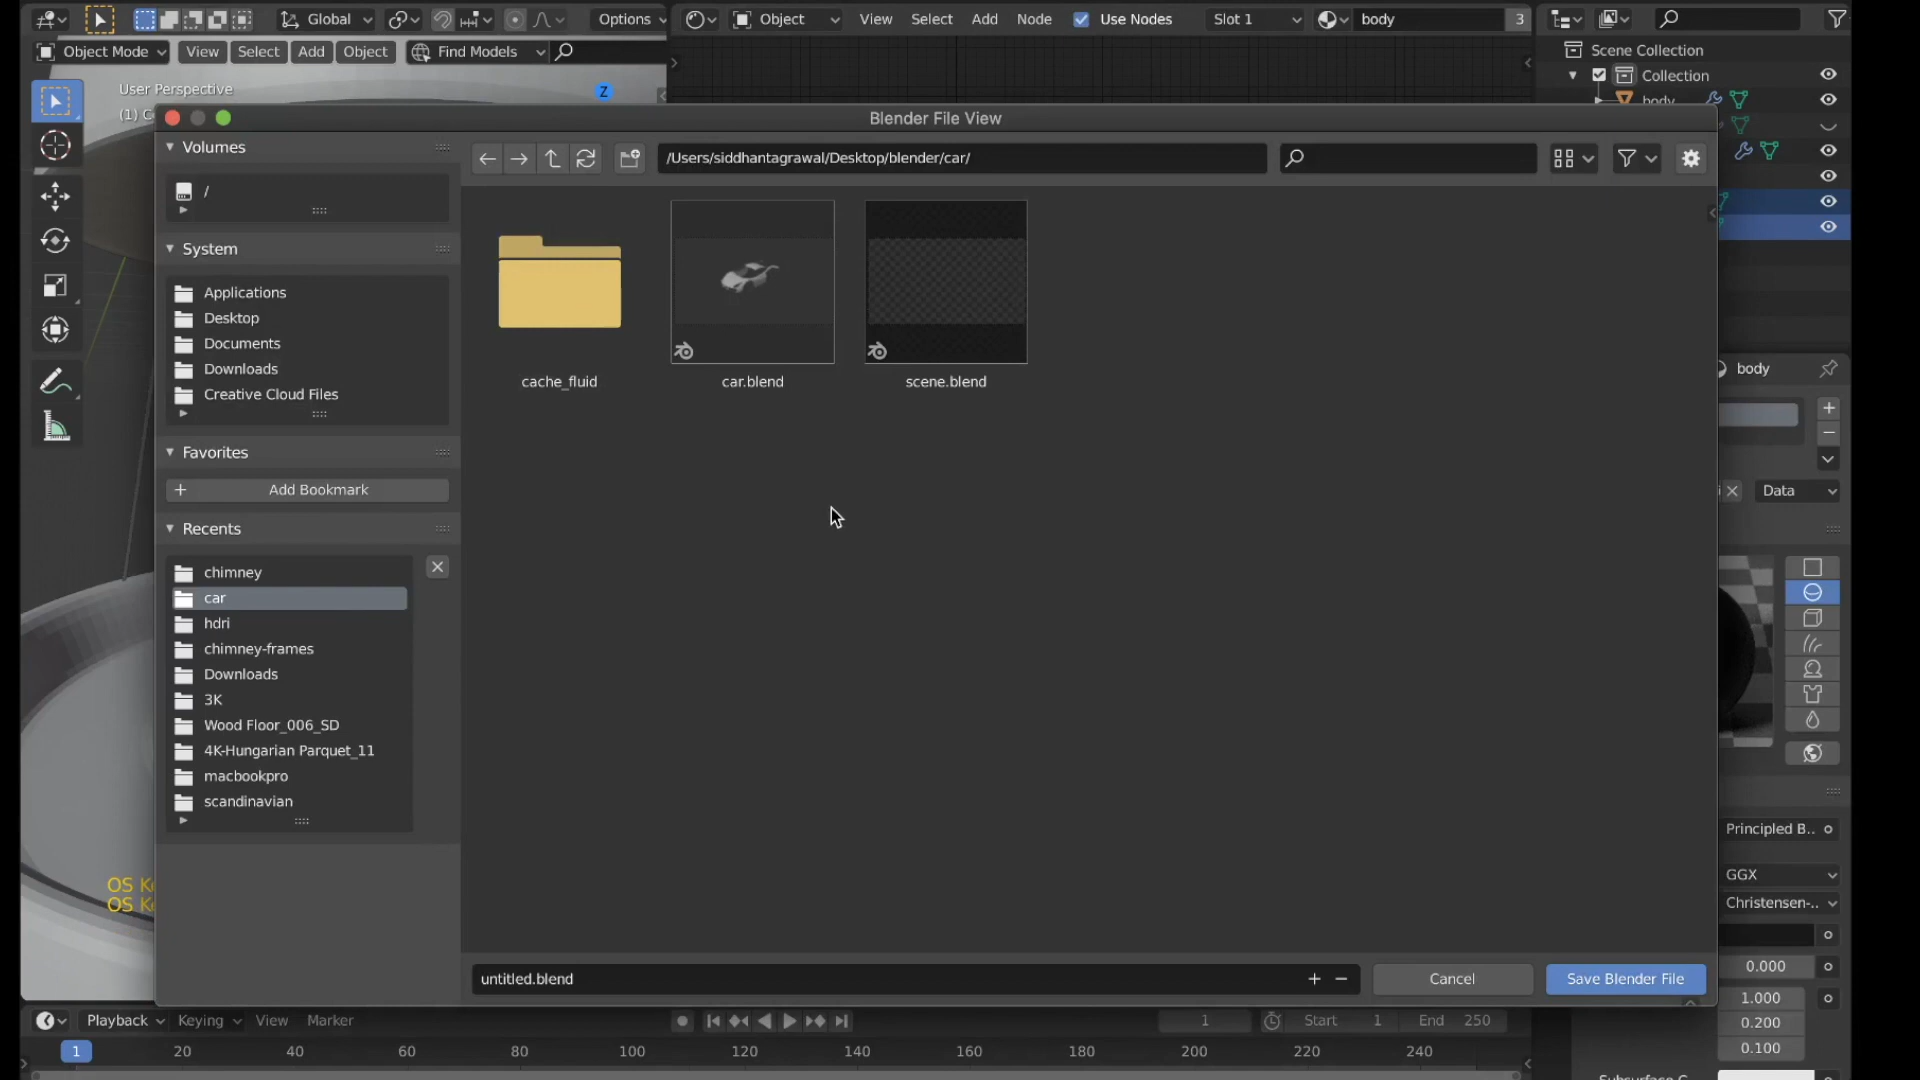 Global
Options
Object
View
Select
Add
Node
Use Nodes
Slot 1
body
3
Object Mode
View
Select
Add
Object
Find Models
Scene Collection
Collection
body
User Perspective
(1) C
Z
Blender File View
Volumes
/
/Users/siddhantagrawal/Desktop/blender/car/
System
Applications
Desktop
Documents
Downloads
Creative Cloud Files
cache_fluid
car.blend
scene.blend
Favorites
Add Bookmark
Recents
chimney
car
hdri
chimney-frames
Downloads
3K
Wood Floor_006_SD
4K-Hungarian Parquet_11
macbookpro
scandinavian
body
Data
Principled B..
GGX
Christensen-..
0.000
1.000
0.200
0.100
OS K
OS K
untitled.blend
Cancel
Save Blender File
Playback
Keying
View
Marker
1
Start 1
End 250
1 20 40 60 80 100 120 140 160 180 200 220 240